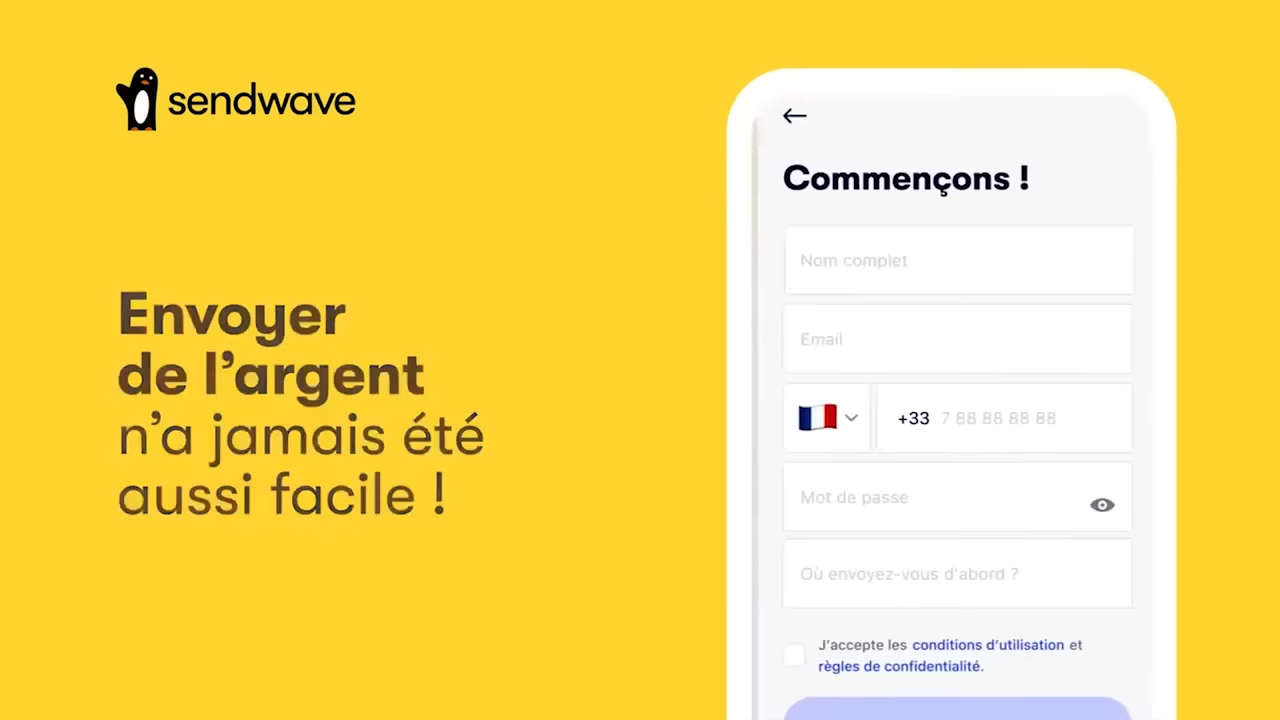 sendwave
Envoyer
de l’argent
n’a jamais été
aussi facile !
Commençons !
Nom complet
Email
+33 7 88 88 88 88
Mot de passe
Où envoyez-vous d'abord ?
J'accepte les conditions d'utilisation et
règles de confidentialité.